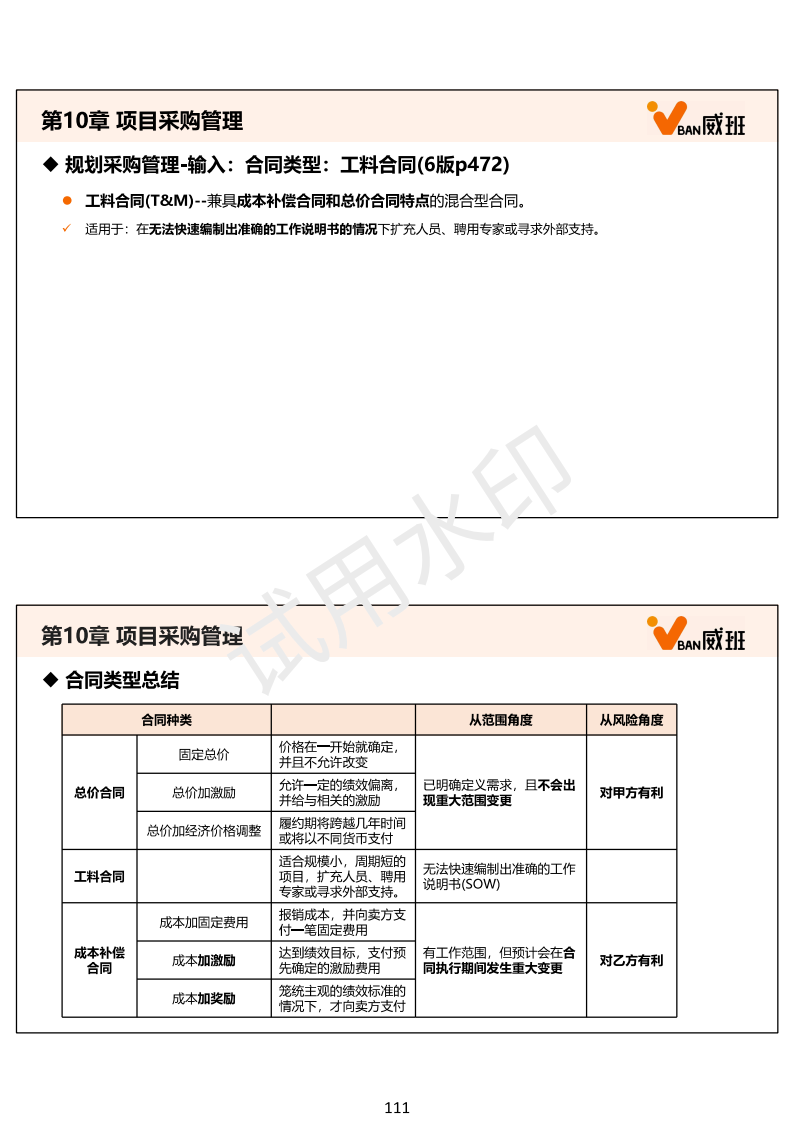 第10章 项目采购管理
VBAN威班
◆ 规划采购管理-输入：合同类型：工料合同(6版p472)
● 工料合同(T&M)--兼具成本补偿合同和总价合同特点的混合型合同。
✓ 适用于：在无法快速编制出准确的工作说明书的情况下扩充人员、聘用专家或寻求外部支持。
试用水印
第10章 项目采购管理
VBAN威班
◆ 合同类型总结
合同种类 从范围角度 从风险角度
总价合同
固定总价
价格在一开始就确定，
并且不允许改变
总价加激励
允许一定的绩效偏离，
并给与相关的激励
总价加经济价格调整
履约期将跨越几年时间
或将以不同货币支付
已明确定义需求，且不会出
现重大范围变更
对甲方有利
工料合同
适合规模小，周期短的
项目，扩充人员、聘用
专家或寻求外部支持。
无法快速编制出准确的工作
说明书(SOW)
成本补偿
合同
成本加固定费用
报销成本，并向卖方支
付一笔固定费用
成本加激励
达到绩效目标，支付预
先确定的激励费用
成本加奖励
笼统主观的绩效标准的
情况下，才向卖方支付
有工作范围，但预计会在合
同执行期间发生重大变更
对乙方有利
111